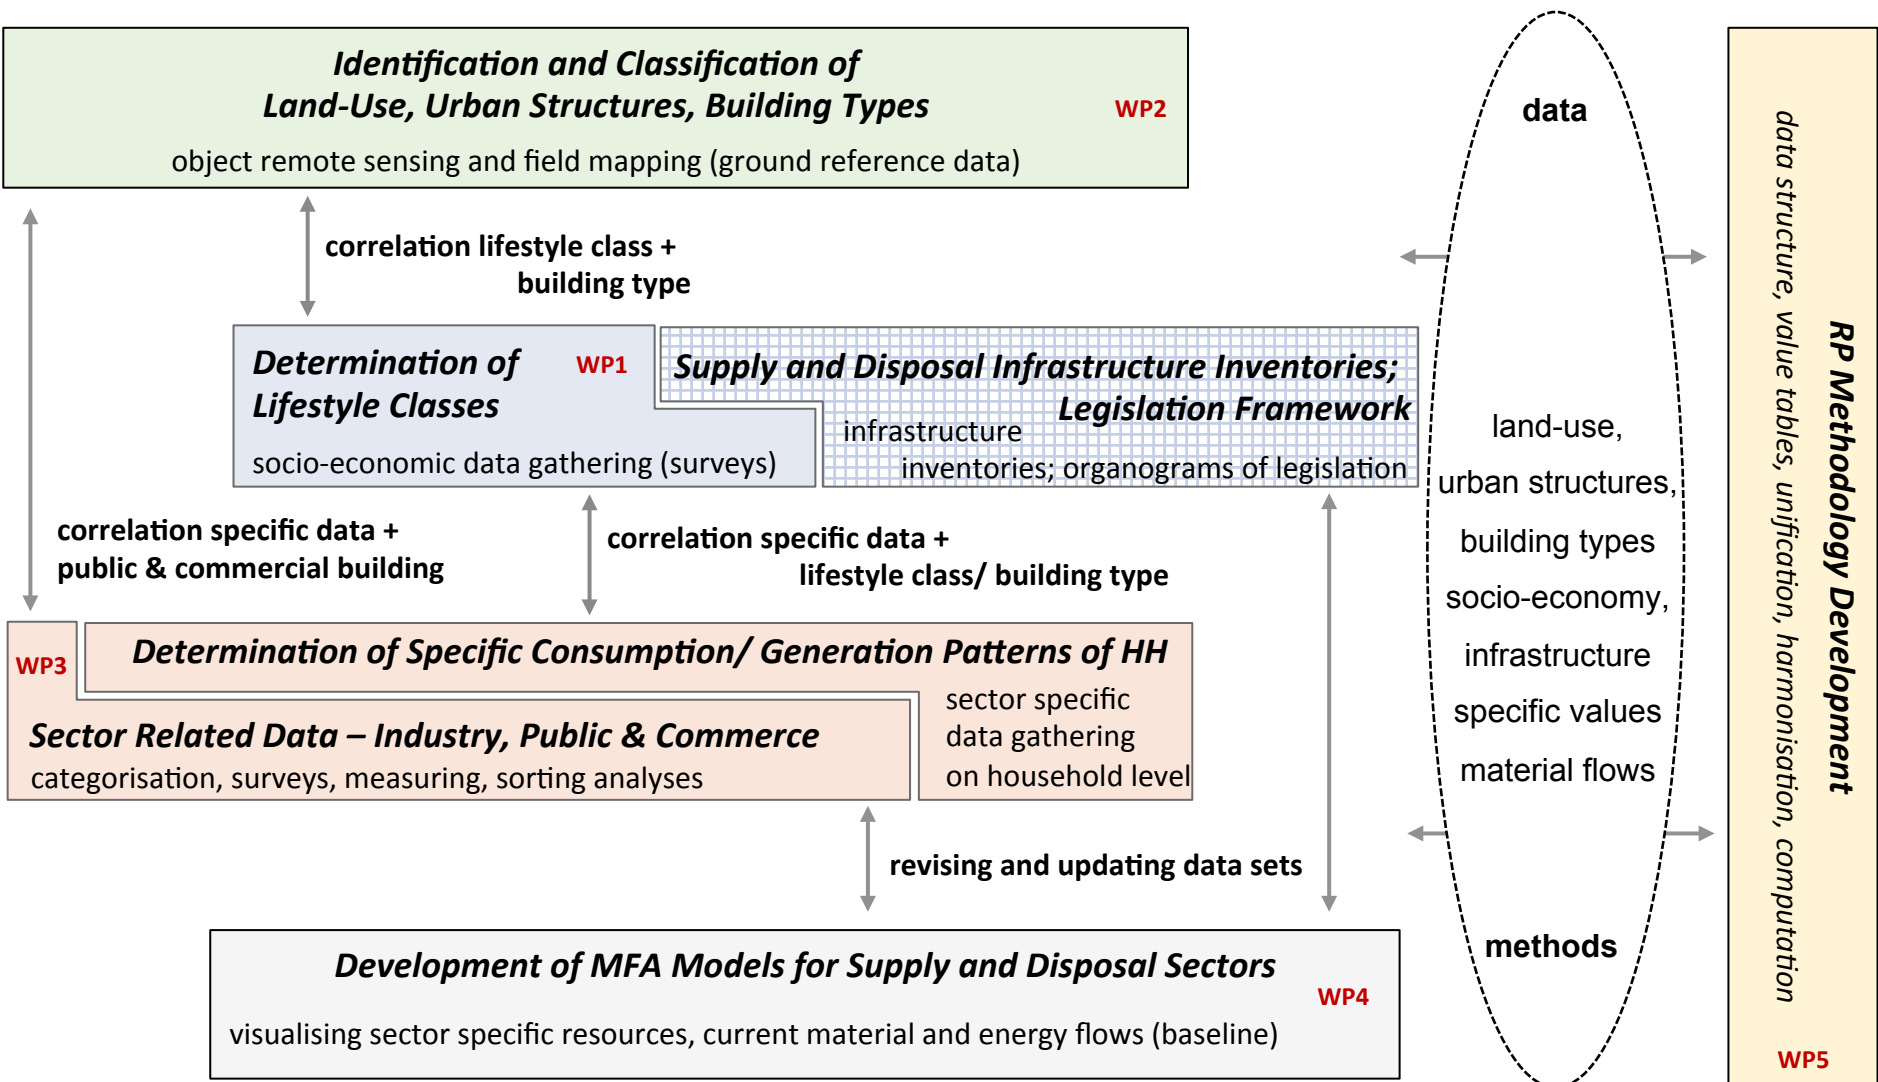 Identification and Classification of
Land-Use, Urban Structures, Building Types
WP2
object remote sensing and field mapping (ground reference data)
correlation lifestyle class +
building type
Determination of
Lifestyle Classes
WP1
socio-economic data gathering (surveys)
Supply and Disposal Infrastructure Inventories;
Legislation Framework
infrastructure
inventories; organograms of legislation
correlation specific data +
public & commercial building
correlation specific data +
lifestyle class/ building type
WP3
Determination of Specific Consumption/ Generation Patterns of HH
sector specific
data gathering
on household level
Sector Related Data – Industry, Public & Commerce
categorisation, surveys, measuring, sorting analyses
revising and updating data sets
Development of MFA Models for Supply and Disposal Sectors
WP4
visualising sector specific resources, current material and energy flows (baseline)
data
land-use,
urban structures,
building types
socio-economy,
infrastructure
specific values
material flows
methods
RP Methodology Development
data structure, value tables, unification, harmonisation, computation
WP5